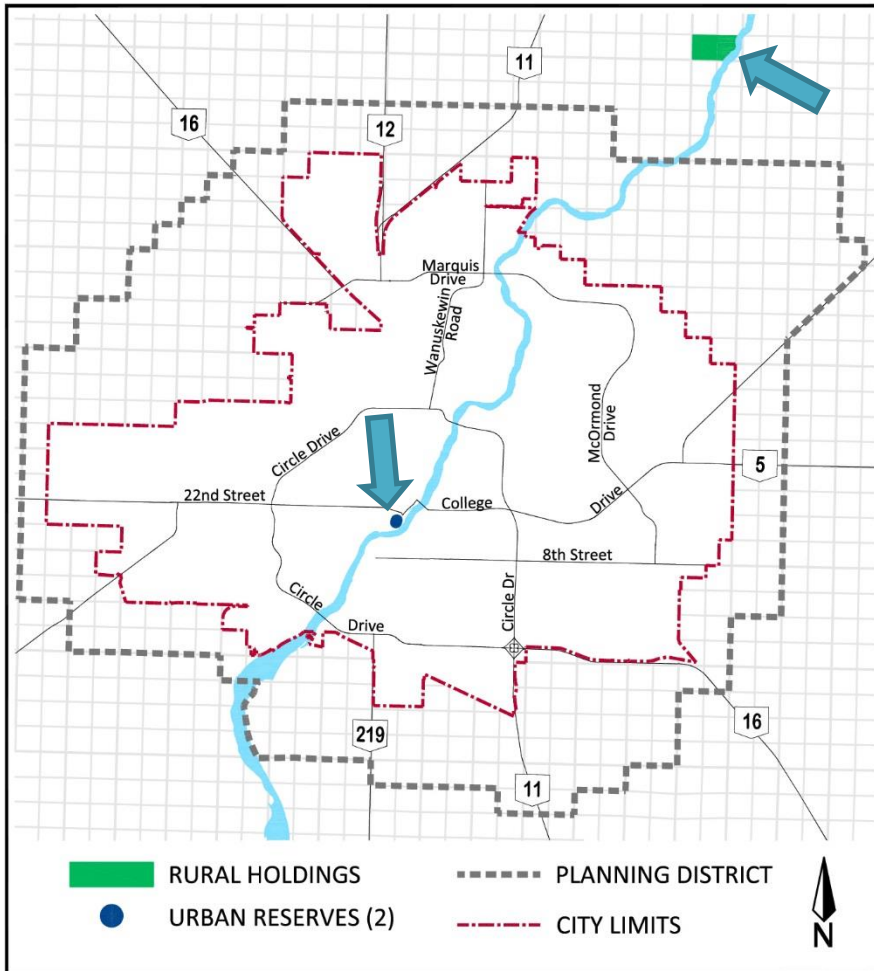 11
16
12
Marquis
Drive
Wanuskewin
Road
McOrmond
Drive
Circle Drive
5
22nd Street
College
Drive
8th Street
Circle
Drive
Circle Dr
16
219
11
RURAL HOLDINGS
PLANNING DISTRICT
URBAN RESERVES (2)
CITY LIMITS
N